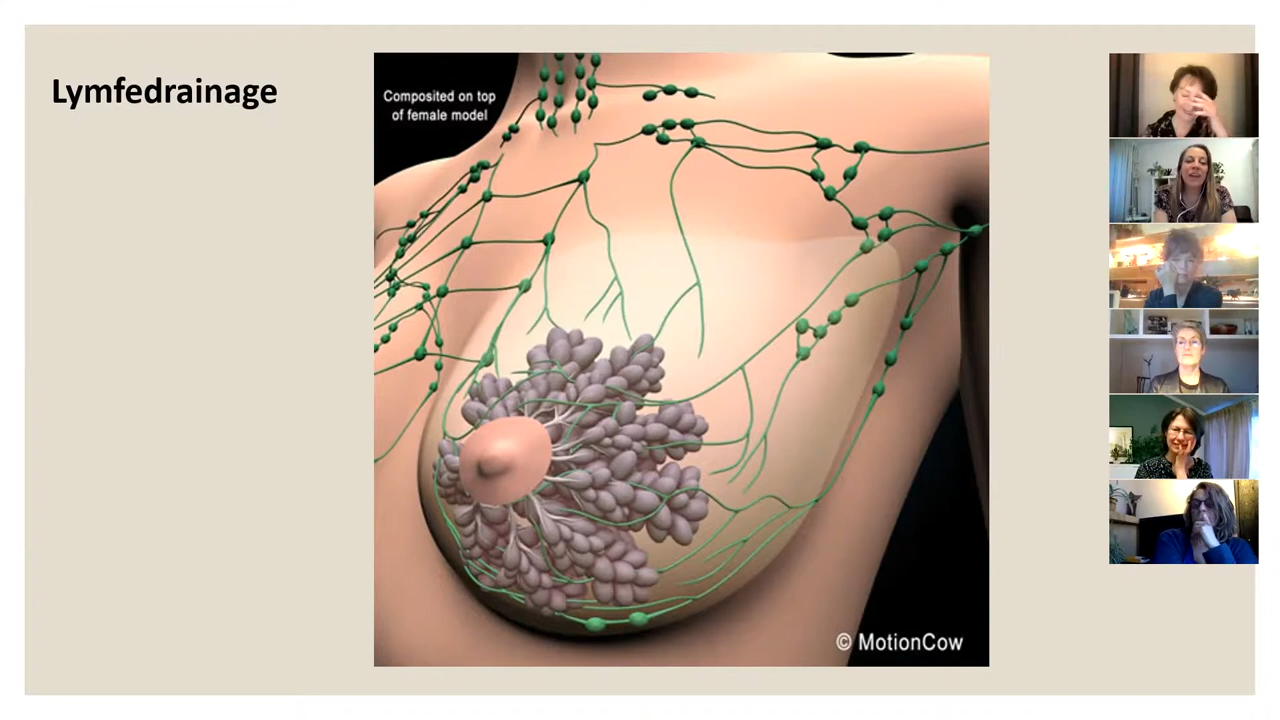 Lymfedrainage
Composited on top
of female model
© MotionCow